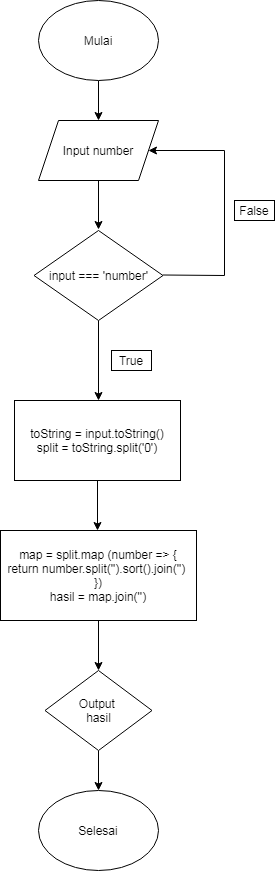 Mulai
Input number
False
input === 'number'
True
toString = input.toString()
split = toString.split('0')
map = split.map (number => {
return number.split('').sort().join('')
})
hasil = map.join('')
Output
hasil
Selesai